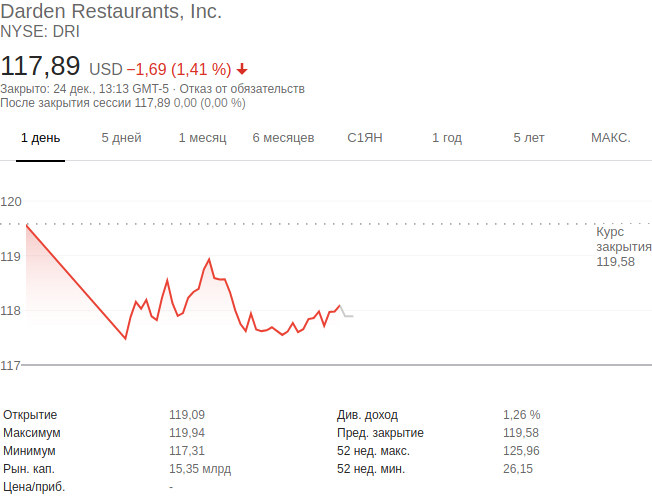 Darden Restaurants, Inc.
NYSE: DRI
117,89 USD −1,69 (1,41 %)
Закрыто: 24 дек., 13:13 GMT-5 · Отказ от обязательств
После закрытия сессии 117,89 0,00 (0,00 %)
1 день 5 дней 1 месяц 6 месяцев С1ЯН 1 год 5 лет МАКС.
120
119
118
117
Курс
закрытия
119,58
Открытие 119,09 Див. доход 1,26 %
Максимум 119,94 Пред. закрытие 119,58
Минимум 117,31 52 нед. макс. 125,96
Рын. кап. 15,35 млрд 52 нед. мин. 26,15
Цена/приб. -